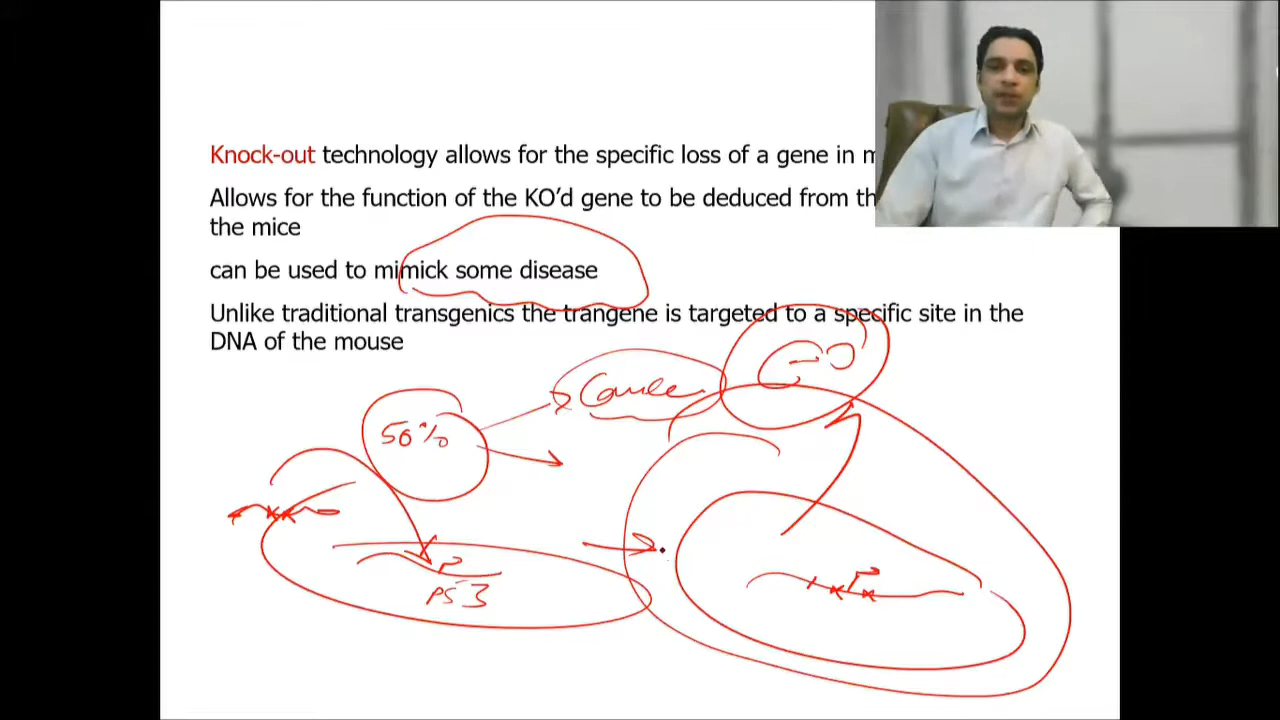 Knock-out technology allows for the specific loss of a gene in
Allows for the function of the KO’d gene to be deduced from
the mice
can be used to mimick some disease
Unlike traditional transgenics the trangene is targeted to a specific site in the
DNA of the mouse
50%
P
P
P53